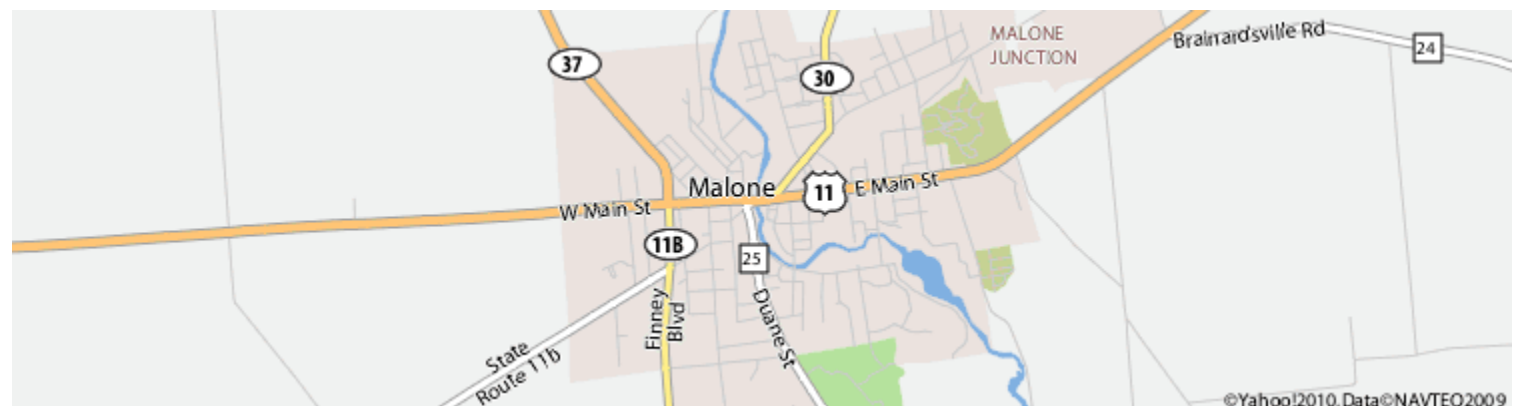 MALONE
JUNCTION
Brainardsville Rd
24
37
30
Malone
11
E Main St
W Main St
11B
25
Finney
Blvd
Duane St
State
Route 11b
©Yahoo!2010, Data©NAVTEQ2009